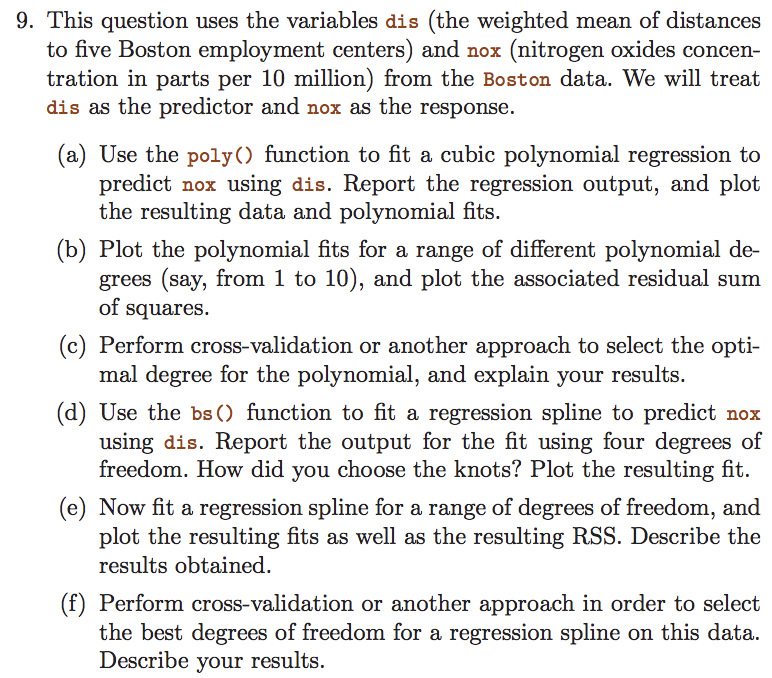 9. This question uses the variables dis (the weighted mean of distances
to five Boston employment centers) and nox (nitrogen oxides concen-
tration in parts per 10 million) from the Boston data. We will treat
dis as the predictor and nox as the response.
(a) Use the poly() function to fit a cubic polynomial regression to
predict nox using dis. Report the regression output, and plot
the resulting data and polynomial fits.
(b) Plot the polynomial fits for a range of different polynomial de-
grees (say, from 1 to 10), and plot the associated residual sum
of squares.
(c) Perform cross-validation or another approach to select the opti-
mal degree for the polynomial, and explain your results.
(d) Use the bs() function to fit a regression spline to predict nox
using dis. Report the output for the fit using four degrees of
freedom. How did you choose the knots? Plot the resulting fit.
(e) Now fit a regression spline for a range of degrees of freedom, and
plot the resulting fits as well as the resulting RSS. Describe the
results obtained.
(f) Perform cross-validation or another approach in order to select
the best degrees of freedom for a regression spline on this data.
Describe your results.